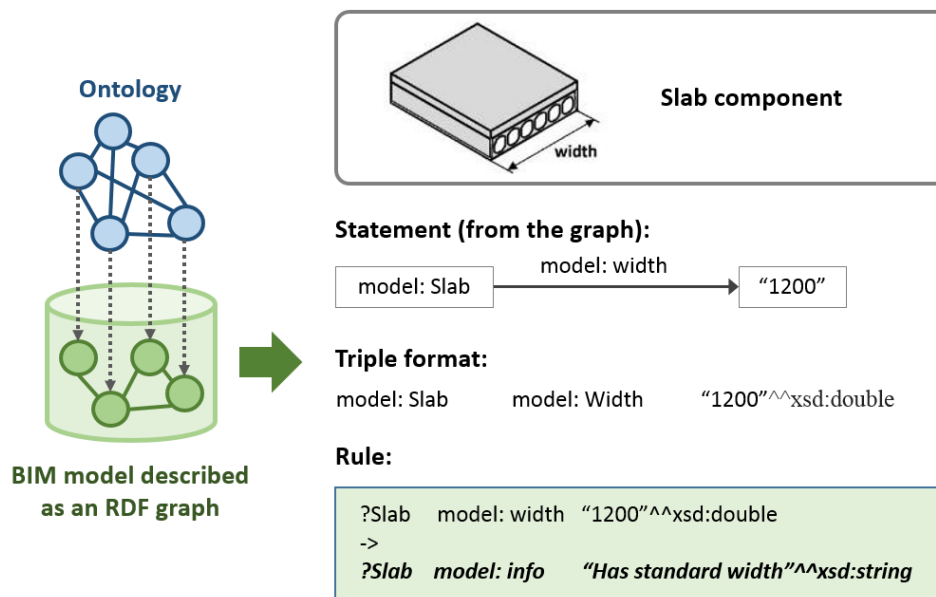 Ontology
BIM model described
as an RDF graph
Slab component
width
Statement (from the graph):
model: Slab
model: width
“1200”
Triple format:
model: Slab model: Width “1200”^^xsd:double
Rule:
?Slab model: width “1200”^^xsd:double
->
?Slab model: info “Has standard width”^^xsd:string